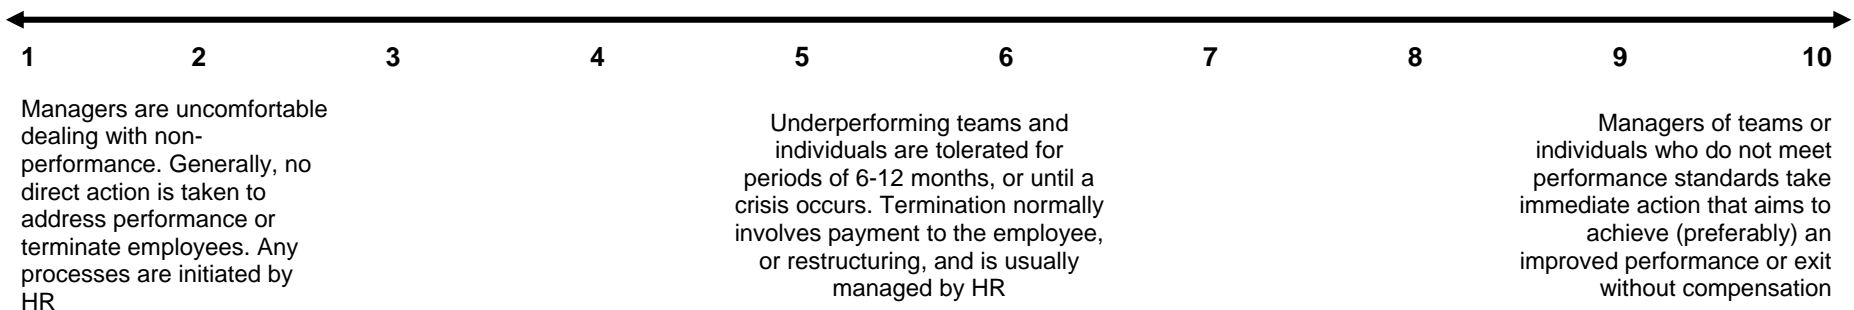 1 2 3 4 5 6 7 8 9 10
Managers are uncomfortable
dealing with non-
performance. Generally, no
direct action is taken to
address performance or
terminate employees. Any
processes are initiated by
HR
Underperforming teams and
individuals are tolerated for
periods of 6-12 months, or until a
crisis occurs. Termination normally
involves payment to the employee,
or restructuring, and is usually
managed by HR
Managers of teams or
individuals who do not meet
performance standards take
immediate action that aims to
achieve (preferably) an
improved performance or exit
without compensation